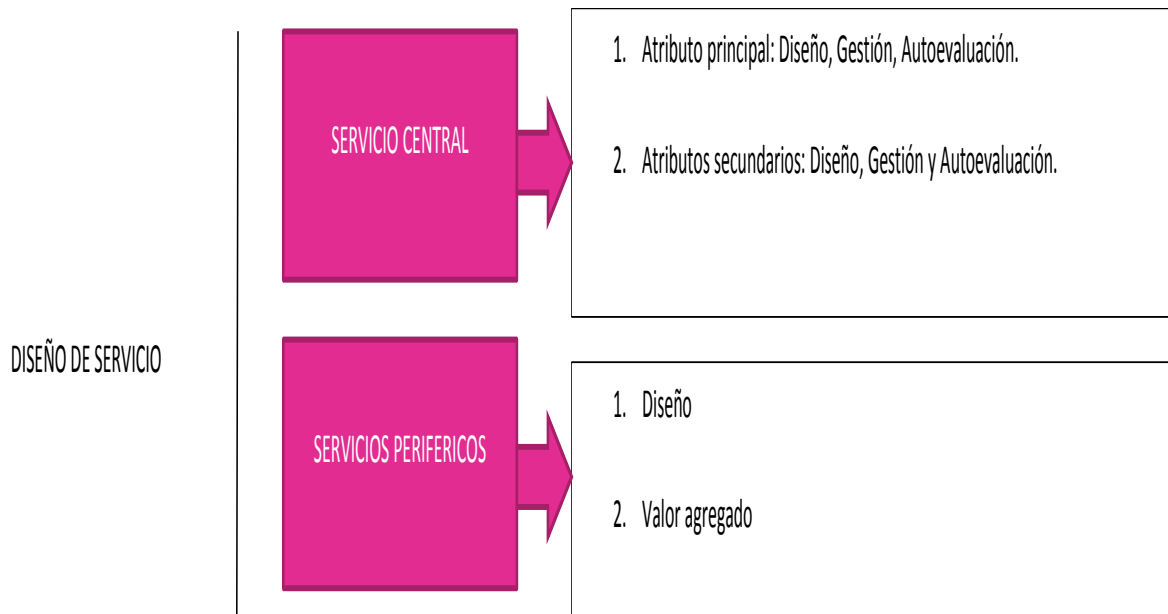 DISEÑO DE SERVICIO
SERVICIO CENTRAL
1. Atributo principal: Diseño, Gestión, Autoevaluación.
2. Atributos secundarios: Diseño, Gestión y Autoevaluación.
SERVICIOS PERIFERICOS
1. Diseño
2. Valor agregado